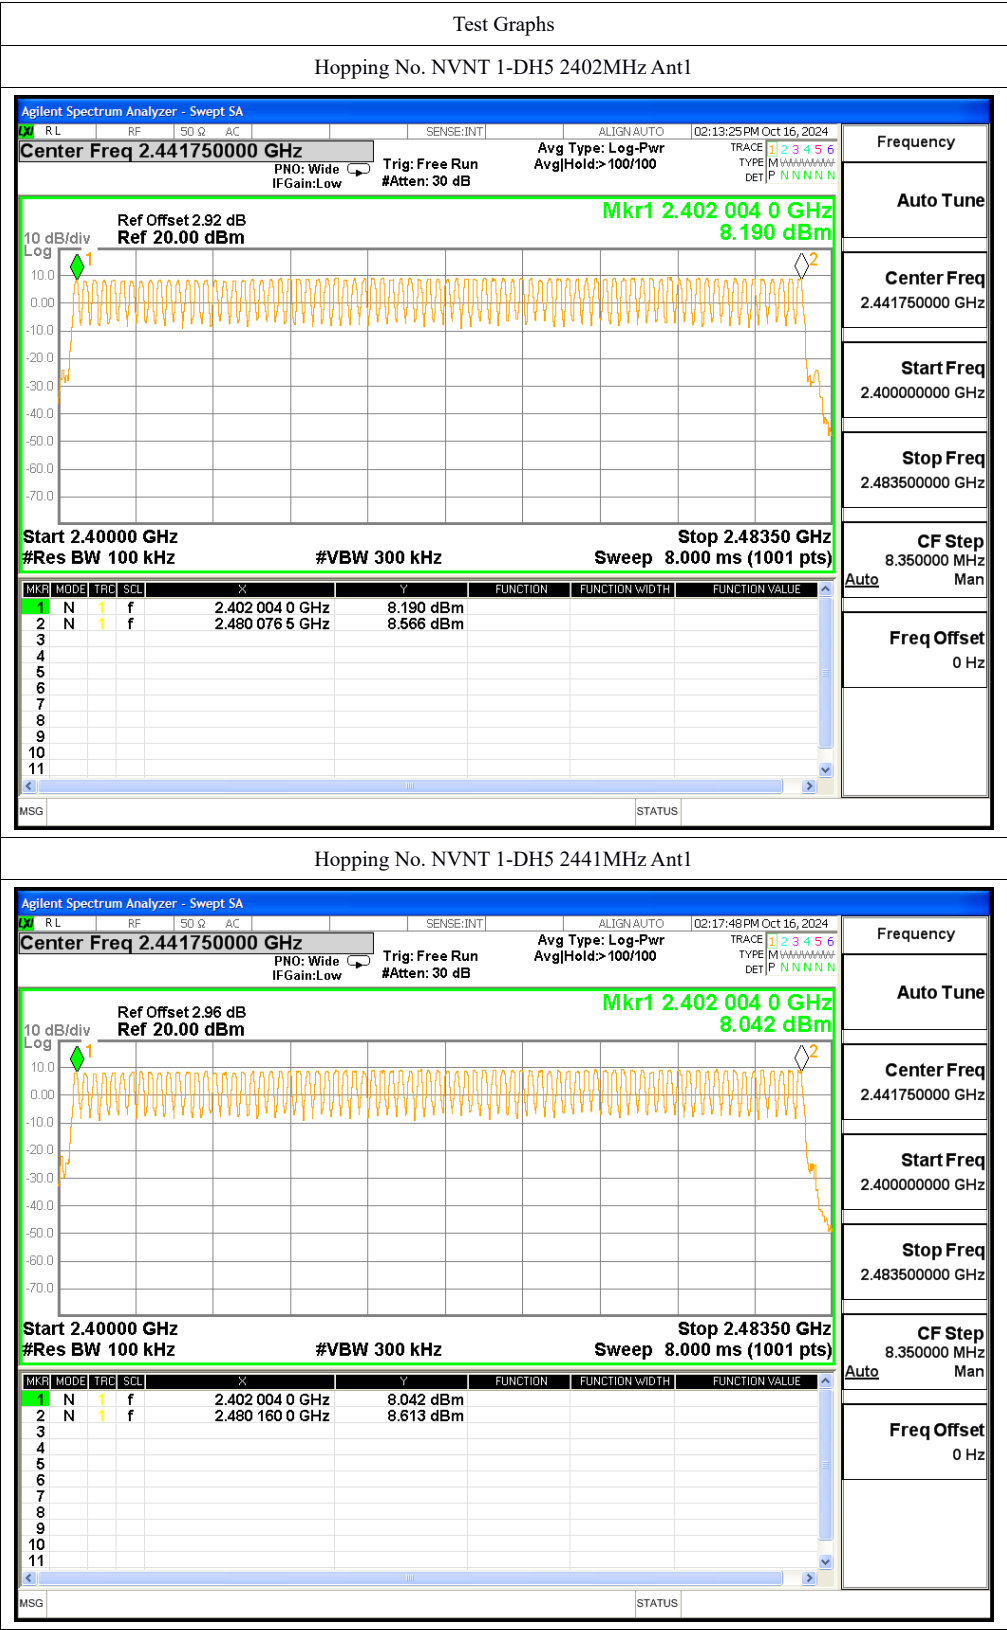 Test Graphs
Hopping No. NVNT 1-DH5 2402MHz Ant1
Agilent Spectrum Analyzer - Swept SA
LXI RL RF 50 Ω AC SENSE:INT ALIGN AUTO 02:13:25 PM Oct 16, 2024
Center Freq 2.441750000 GHz
PNO: Wide
IFGain:Low
Trig: Free Run
#Atten: 30 dB
Avg Type: Log-Pwr
Avg|Hold:>100/100
TRACE 1 2 3 4 5 6
TYPE M WWWWW
DET P N N N N N
Ref Offset 2.92 dB
10 dB/div Ref 20.00 dBm
Log
Mkr1 2.402 004 0 GHz
8.190 dBm
1
2
10.0
0.00
-10.0
-20.0
-30.0
-40.0
-50.0
-60.0
-70.0
Start 2.40000 GHz Stop 2.48350 GHz
#Res BW 100 kHz #VBW 300 kHz Sweep 8.000 ms (1001 pts)
MKR MODE TRC SCL X Y FUNCTION FUNCTION WIDTH FUNCTION VALUE
1 N 1 f 2.402 004 0 GHz 8.190 dBm
2 N 1 f 2.480 076 5 GHz 8.566 dBm
3
4
5
6
7
8
9
10
11
MSG STATUS
Frequency
Auto Tune
Center Freq
2.441750000 GHz
Start Freq
2.400000000 GHz
Stop Freq
2.483500000 GHz
CF Step
8.350000 MHz
Auto Man
Freq Offset
0 Hz
Hopping No. NVNT 1-DH5 2441MHz Ant1
Agilent Spectrum Analyzer - Swept SA
LXI RL RF 50 Ω AC SENSE:INT ALIGN AUTO 02:17:48 PM Oct 16, 2024
Center Freq 2.441750000 GHz
PNO: Wide
IFGain:Low
Trig: Free Run
#Atten: 30 dB
Avg Type: Log-Pwr
Avg|Hold:>100/100
TRACE 1 2 3 4 5 6
TYPE M WWWWW
DET P N N N N N
Ref Offset 2.96 dB
10 dB/div Ref 20.00 dBm
Log
Mkr1 2.402 004 0 GHz
8.042 dBm
1
2
10.0
0.00
-10.0
-20.0
-30.0
-40.0
-50.0
-60.0
-70.0
Start 2.40000 GHz Stop 2.48350 GHz
#Res BW 100 kHz #VBW 300 kHz Sweep 8.000 ms (1001 pts)
MKR MODE TRC SCL X Y FUNCTION FUNCTION WIDTH FUNCTION VALUE
1 N 1 f 2.402 004 0 GHz 8.042 dBm
2 N 1 f 2.480 160 0 GHz 8.613 dBm
3
4
5
6
7
8
9
10
11
MSG STATUS
Frequency
Auto Tune
Center Freq
2.441750000 GHz
Start Freq
2.400000000 GHz
Stop Freq
2.483500000 GHz
CF Step
8.350000 MHz
Auto Man
Freq Offset
0 Hz